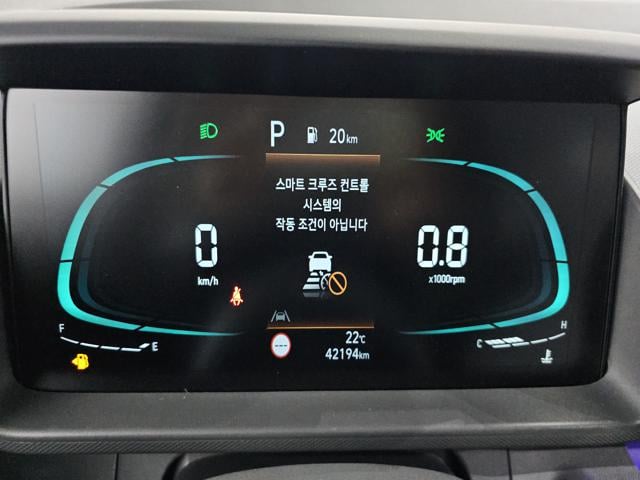 P 20km
스마트 크루즈 컨트롤
시스템의
작동 조건이 아닙니다
0
km/h
0.8
x1000rpm
F
E
22℃
42194km
C
H